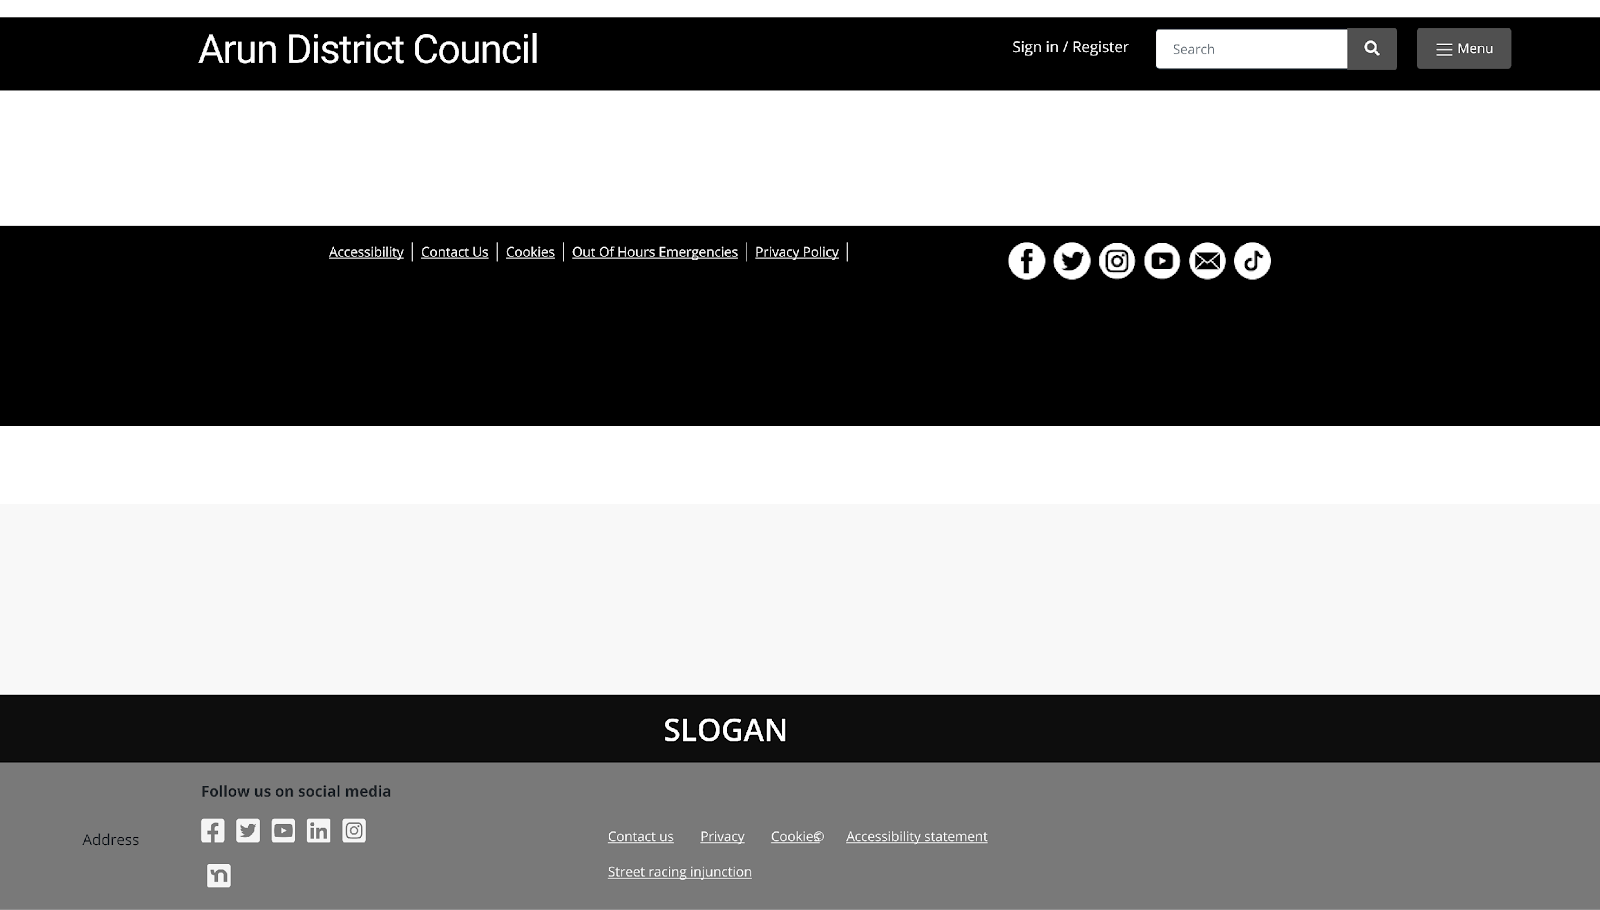 Arun District Council
Sign in / Register
Search
Menu
Accessibility
Contact Us
Cookies
Out Of Hours Emergencies
Privacy Policy
SLOGAN
Follow us on social media
Address
Contact us
Privacy
Cookies
©
Accessibility statement
Street racing injunction